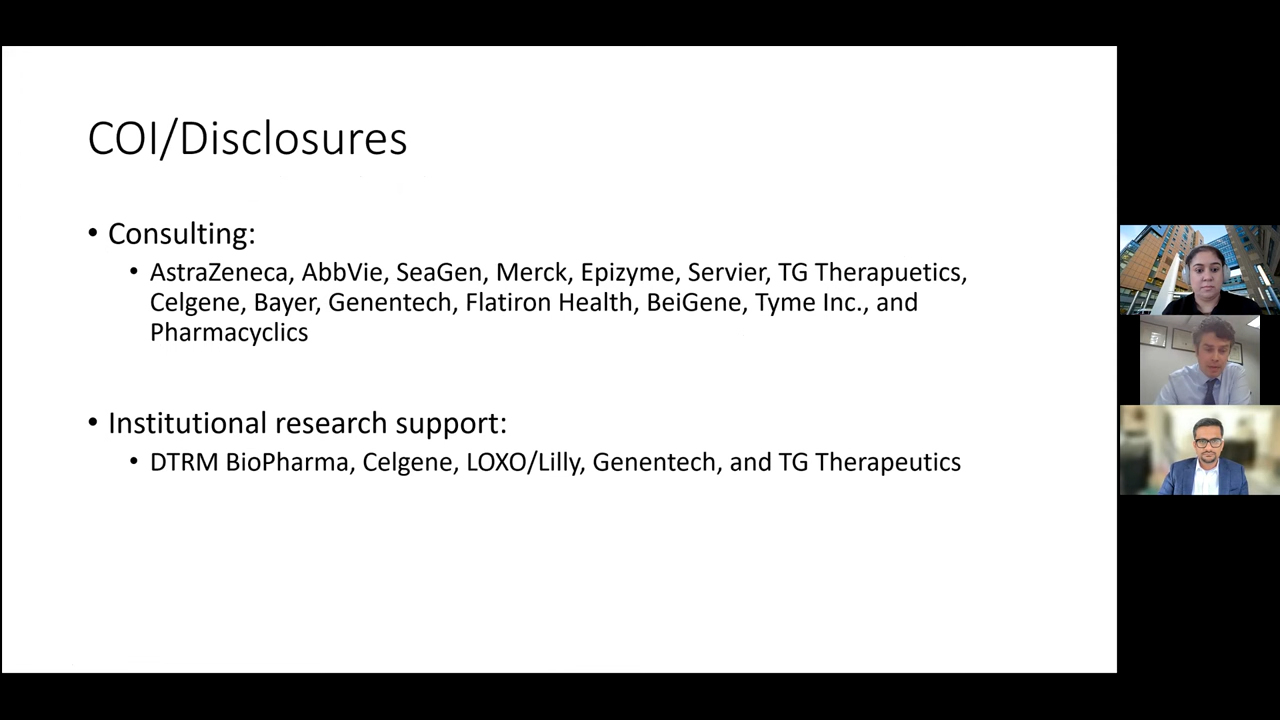 COI/Disclosures
• Consulting:
• AstraZeneca, AbbVie, SeaGen, Merck, Epizyme, Servier, TG Therapuetics,
Celgene, Bayer, Genentech, Flatiron Health, BeiGene, Tyme Inc., and
Pharmacyclics
• Institutional research support:
• DTRM BioPharma, Celgene, LOXO/Lilly, Genentech, and TG Therapeutics